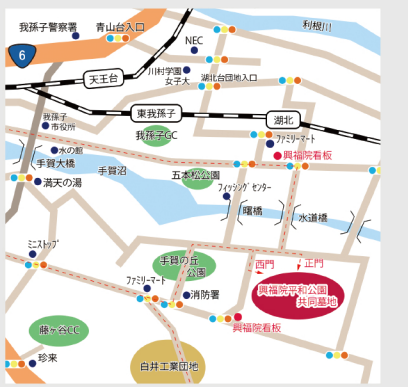 利根川
我孫子警察署
青山台入口
NEC
6
天王台
川村学園
女子大
湖北台団地入口
東我孫子
湖北
我孫子
市役所
我孫子GC
ファミリーマート
水の館
興福院看板
手賀大橋
手賀沼
五本松公園
満天の湯
フィッシングセンター
曙橋
水道橋
ミニストップ
手賀の丘
公園
西門
正門
ファミリーマート
消防署
興福院平和公園
共同墓地
藤ヶ谷CC
興福院看板
珍来
白井工業団地